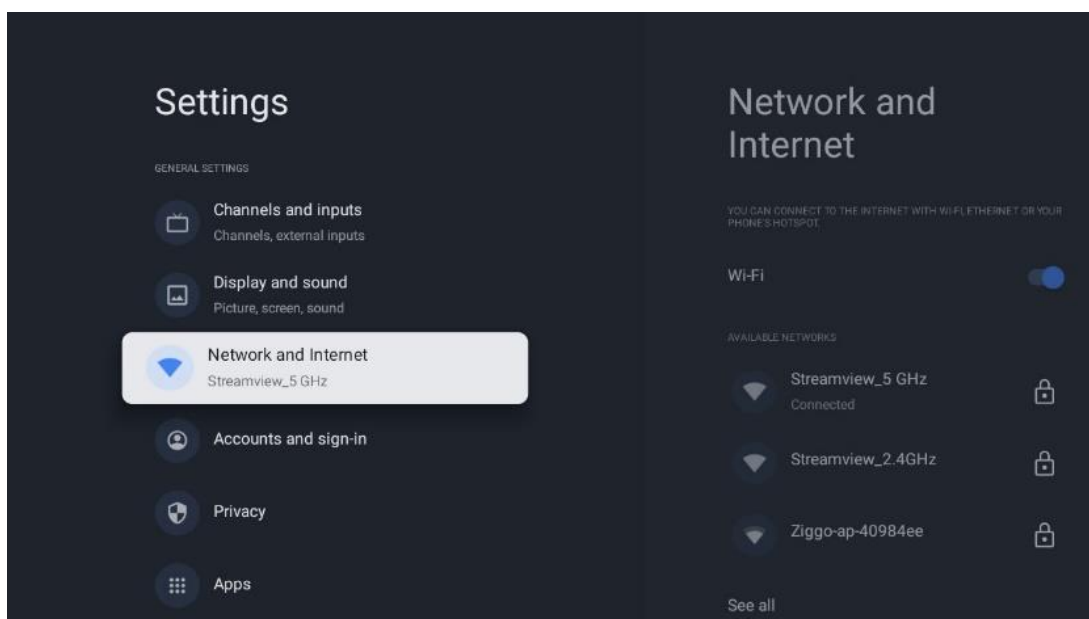 Settings
GENERAL SETTINGS
Channels and inputs
Channels, external inputs
Display and sound
Picture, screen, sound
Network and Internet
Streamview_5 GHz
Accounts and sign-in
Privacy
Apps
Network and
Internet
YOU CAN CONNECT TO THE INTERNET WITH WI-FI, ETHERNET OR YOUR
PHONE'S HOTSPOT.
Wi-Fi
AVAILABLE NETWORKS
Streamview_5 GHz
Connected
Streamview_2.4GHz
Ziggo-ap-40984ee
See all